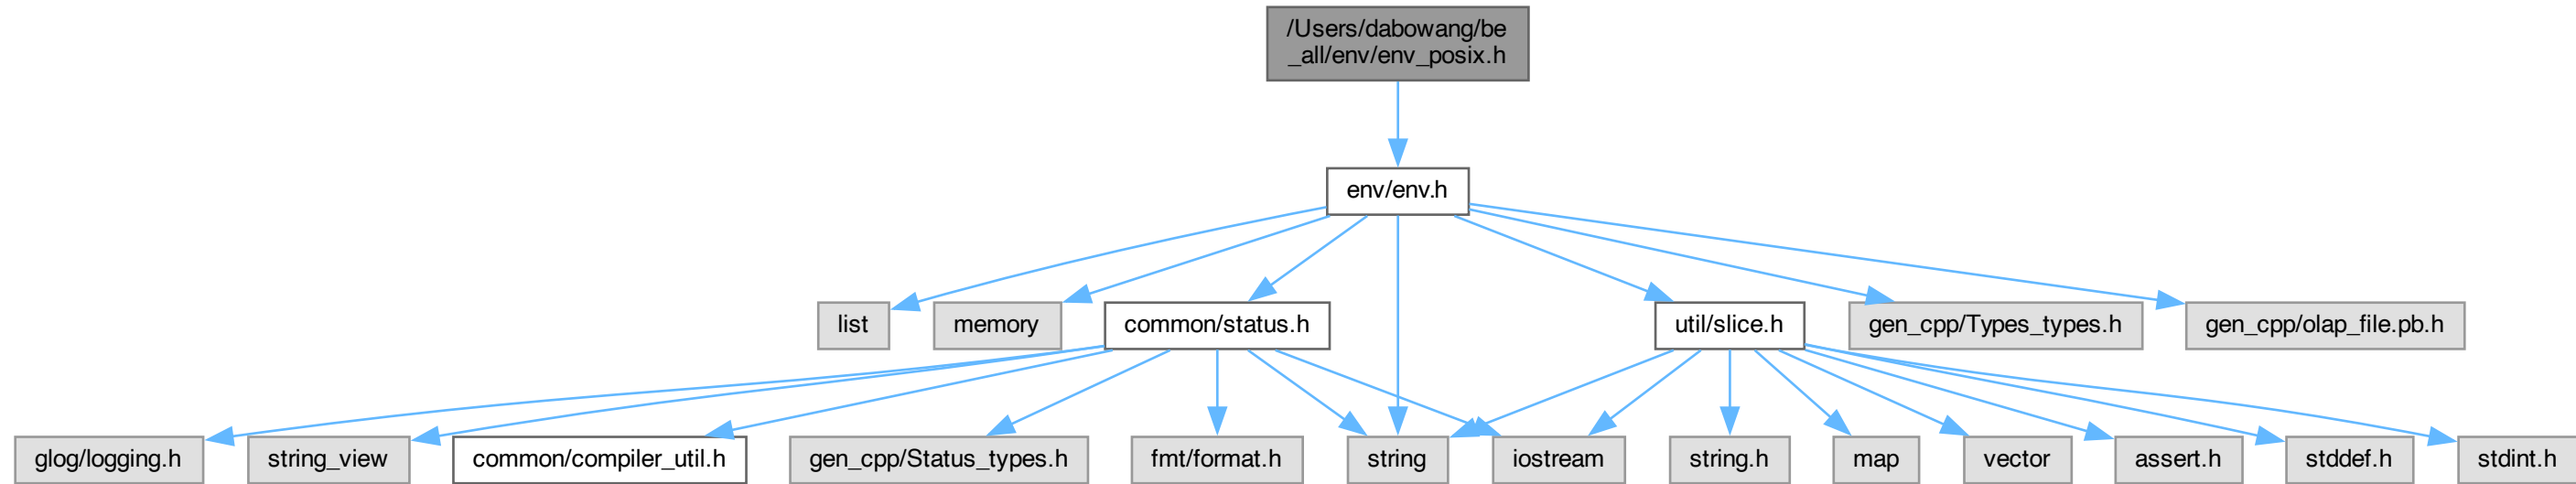 /Users/dabowang/be
_all/env/env_posix.h
env/env.h
list
memory
common/status.h
util/slice.h
gen_cpp/Types_types.h
gen_cpp/olap_file.pb.h
glog/logging.h
string_view
common/compiler_util.h
gen_cpp/Status_types.h
fmt/format.h
string
iostream
string.h
map
vector
assert.h
stddef.h
stdint.h